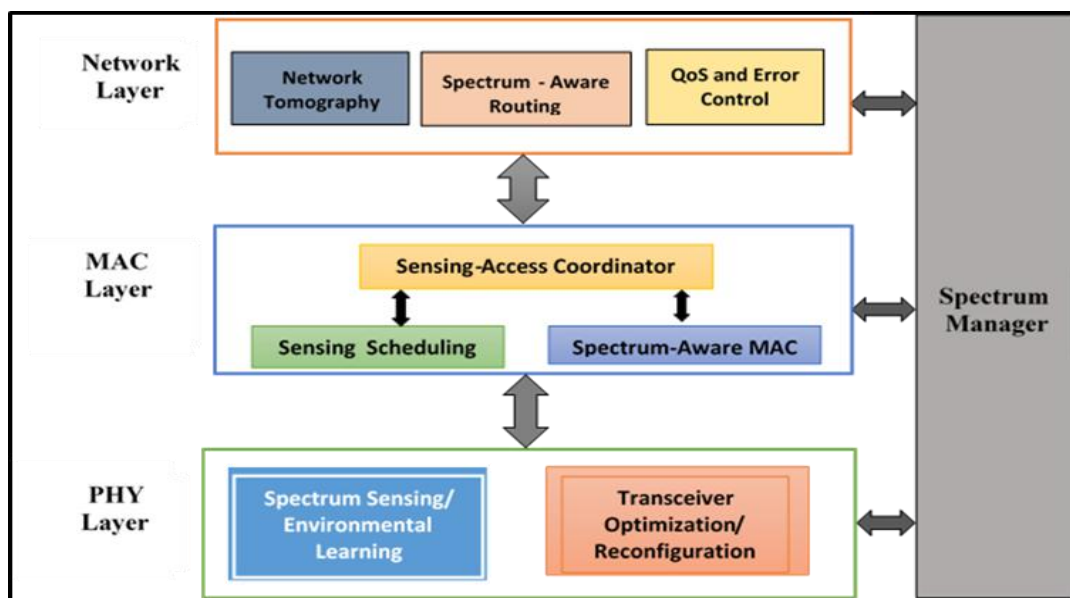 Network
Layer
Network
Tomography
Spectrum - Aware
Routing
QoS and Error
Control
MAC
Layer
Sensing-Access Coordinator
Sensing Scheduling
Spectrum-Aware MAC
Spectrum
Manager
PHY
Layer
Spectrum Sensing/
Environmental
Learning
Transceiver
Optimization/
Reconfiguration